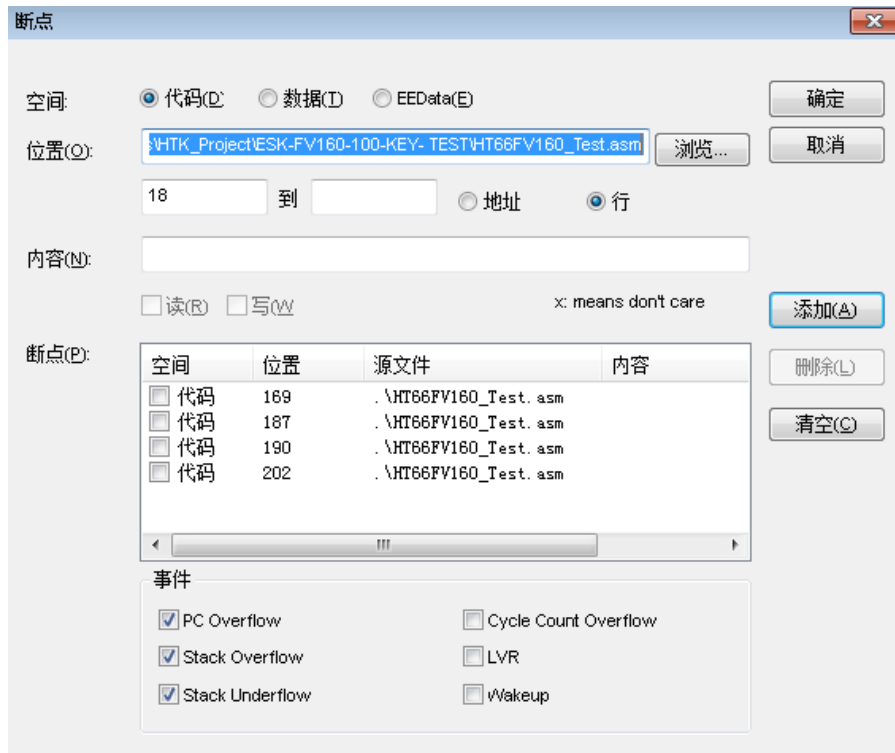 断点
空间:
代码(D)
数据(T)
EEData(E)
确定
位置(O):
s\HTK_Project\ESK-FV160-100-KEY- TEST\HT66FV160_Test.asm
浏览...
取消
18
到
地址
行
内容(N):
读(R)
写(W
x: means don't care
添加(A)
断点(P):
空间 位置 源文件 内容
代码 169 .\HT66FV160_Test.asm
代码 187 .\HT66FV160_Test.asm
代码 190 .\HT66FV160_Test.asm
代码 202 .\HT66FV160_Test.asm
删除(L)
清空(C)
事件
PC Overflow
Cycle Count Overflow
Stack Overflow
LVR
Stack Underflow
Wakeup